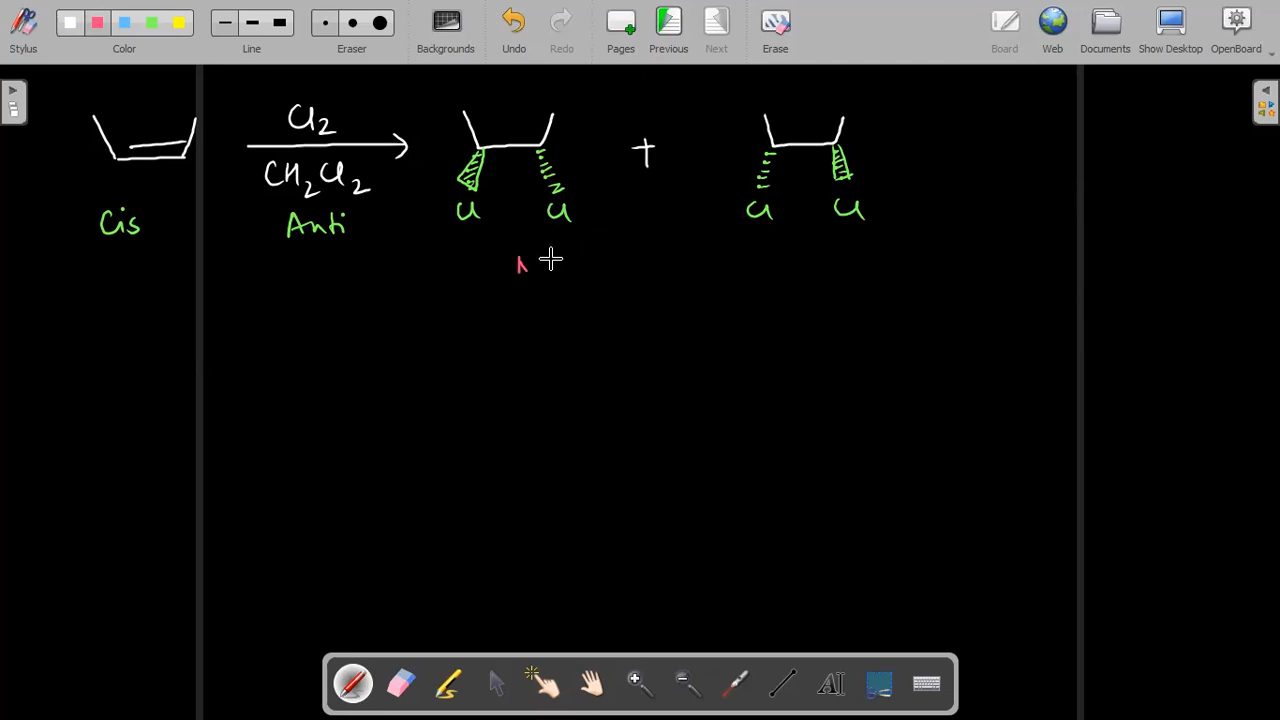 Stylus Color Line Eraser Backgrounds Undo Redo Pages Previous Next Erase Board Web Documents Show Desktop OpenBoard
Cl2
CH2Cl2
+
Cis Anti
Cl Cl Cl Cl
AI